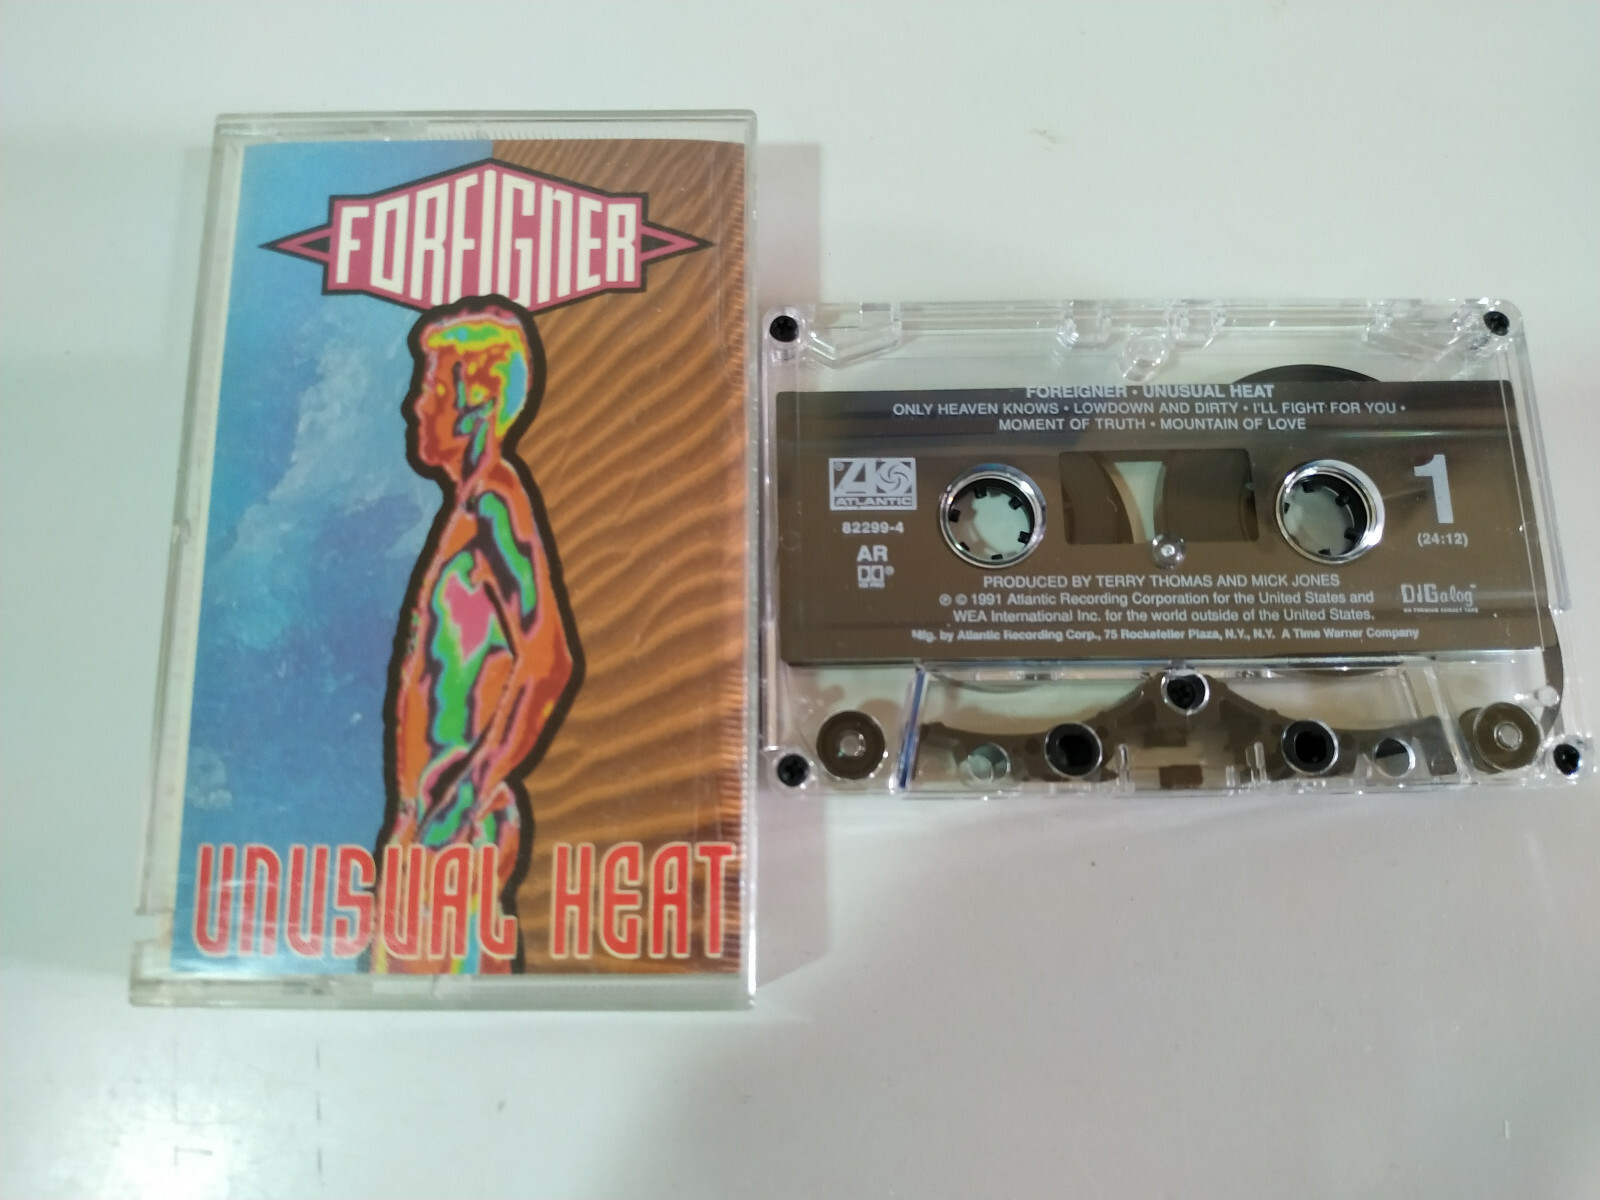 FOREIGNER
UNUSUAL HEAT
FOREIGNER • UNUSUAL HEAT
ONLY HEAVEN KNOWS • LOWDOWN AND DIRTY • I'LL FIGHT FOR YOU •
MOMENT OF TRUTH • MOUNTAIN OF LOVE
ATLANTIC
82299-4
AR
1
(24:12)
PRODUCED BY TERRY THOMAS AND MICK JONES
℗ © 1991 Atlantic Recording Corporation for the United States and
WEA International Inc. for the world outside of the United States.
Mfg. by Atlantic Recording Corp., 75 Rockefeller Plaza, N.Y., N.Y. A Time Warner Company
DIGalog™